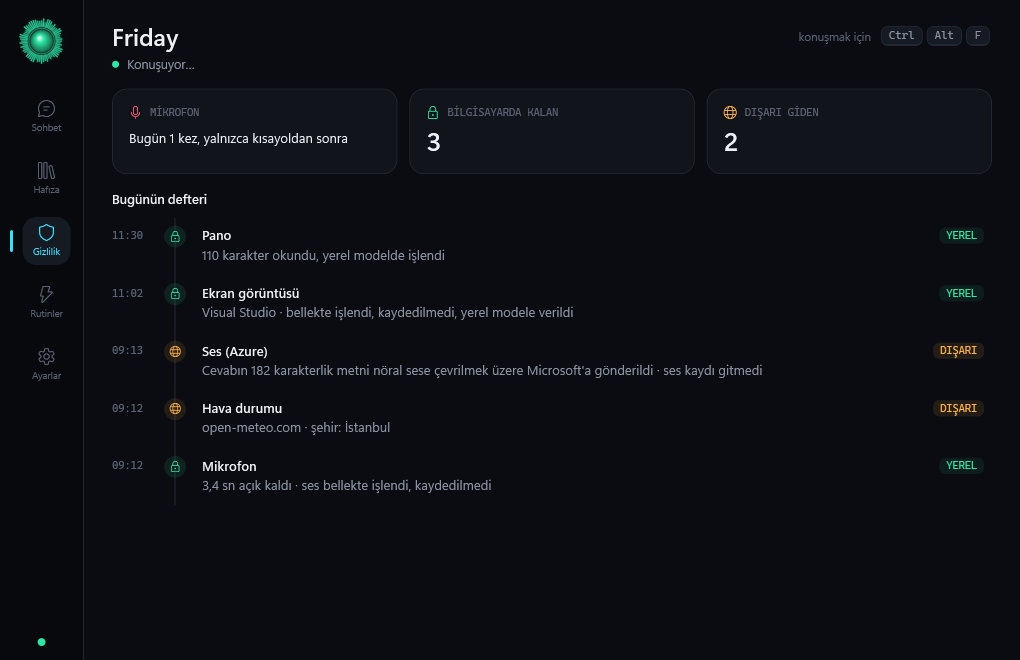 Friday
Konuşuyor...
konuşmak için Ctrl Alt F
Sohbet
Hafıza
Gizlilik
Rutinler
Ayarlar
MİKROFON
Bugün 1 kez, yalnızca kısayoldan sonra
BİLGİSAYARDA KALAN
3
DIŞARI GİDEN
2
Bugünün defteri
11:30 Pano YEREL
110 karakter okundu, yerel modelde işlendi
11:02 Ekran görüntüsü YEREL
Visual Studio · bellekte işlendi, kaydedilmedi, yerel modele verildi
09:13 Ses (Azure) DIŞARI
Cevabın 182 karakterlik metni nöral sese çevrilmek üzere Microsoft'a gönderildi · ses kaydı gitmedi
09:12 Hava durumu DIŞARI
open-meteo.com · şehir: İstanbul
09:12 Mikrofon YEREL
3,4 sn açık kaldı · ses bellekte işlendi, kaydedilmedi